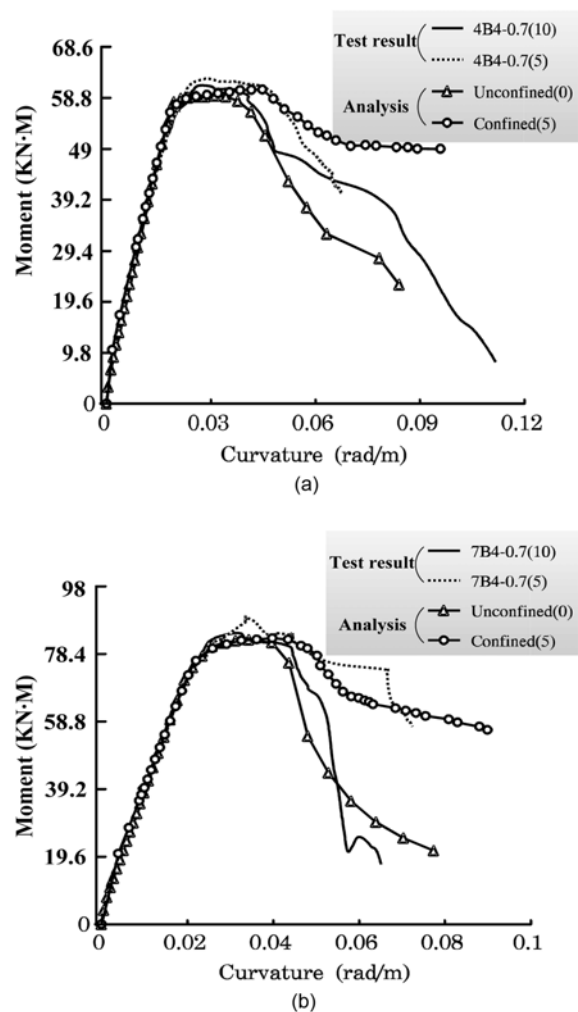 68.6
58.8
49
39.2
29.4
19.6
9.8
0
Moment (KN·M)
Test result
4B4-0.7(10)
4B4-0.7(5)
Analysis
Unconfined(0)
Confined(5)
0 0.03 0.06 0.09 0.12
Curvature (rad/m)
(a)
98
78.4
58.8
39.2
19.6
0
Moment (KN·M)
Test result
7B4-0.7(10)
7B4-0.7(5)
Analysis
Unconfined(0)
Confined(5)
0 0.02 0.04 0.06 0.08 0.1
Curvature (rad/m)
(b)